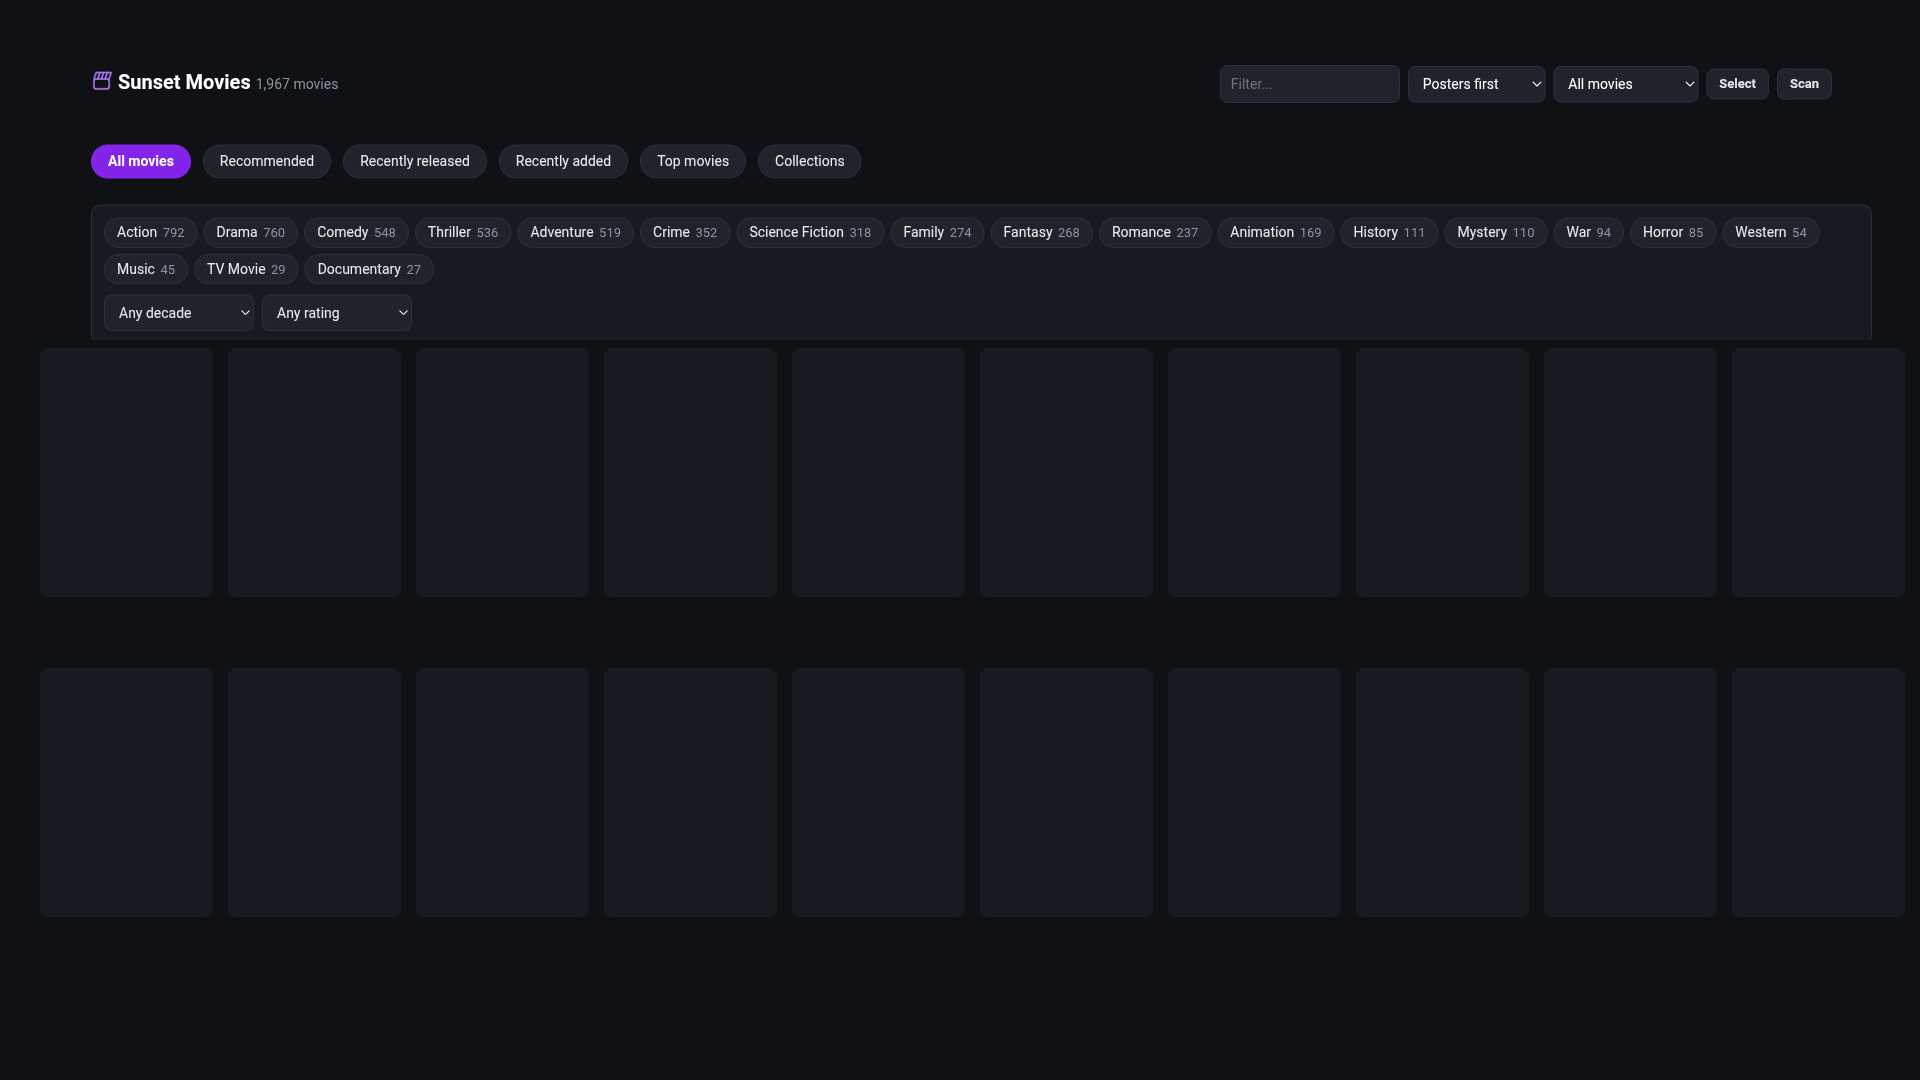 Sunset Movies 1,967 movies
Filter... Posters first All movies Select Scan
All movies Recommended Recently released Recently added Top movies Collections
Action 792 Drama 760 Comedy 548 Thriller 536 Adventure 519 Crime 352 Science Fiction 318 Family 274 Fantasy 268 Romance 237 Animation 169 History 111 Mystery 110 War 94 Horror 85 Western 54
Music 45 TV Movie 29 Documentary 27
Any decade Any rating